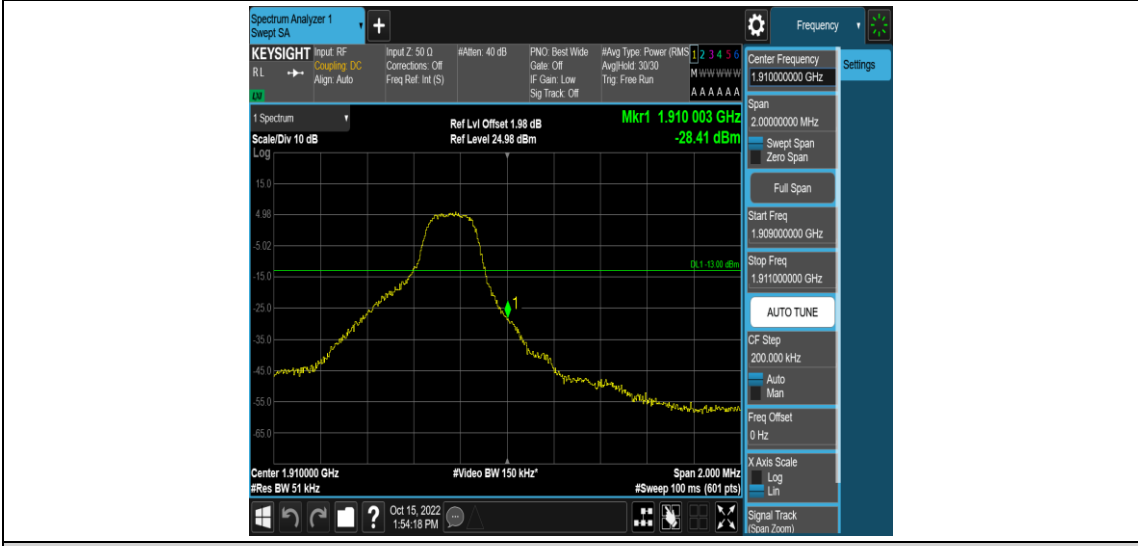 Spectrum Analyzer 1
Swept SA
+
Frequency
KEYSIGHT
Input: RF
Coupling: DC
Align: Auto
Input Z: 50 Ω
Corrections: Off
Freq Ref: Int (S)
#Atten: 40 dB
PNO: Best Wide
Gate: Off
IF Gain: Low
Sig Track: Off
#Avg Type: Power (RMS
Avg|Hold: 30/30
Trig: Free Run
1 2 3 4 5 6
M W W W W W
A A A A A A
R L
LXI
1 Spectrum
Scale/Div 10 dB
Log
Ref Lvl Offset 1.98 dB
Ref Level 24.98 dBm
Mkr1 1.910 003 GHz
-28.41 dBm
15.0
4.98
-5.02
-15.0
-25.0
-35.0
-45.0
-55.0
-65.0
DL1 -13.00 dBm
1
Center 1.910000 GHz
#Res BW 51 kHz
#Video BW 150 kHz*
Span 2.000 MHz
#Sweep 100 ms (601 pts)
Oct 15, 2022
1:54:18 PM
?
Center Frequency
1.910000000 GHz
Settings
Span
2.00000000 MHz
Swept Span
Zero Span
Full Span
Start Freq
1.909000000 GHz
Stop Freq
1.911000000 GHz
AUTO TUNE
CF Step
200.000 kHz
Auto
Man
Freq Offset
0 Hz
X Axis Scale
Log
Lin
Signal Track
(Span Zoom)